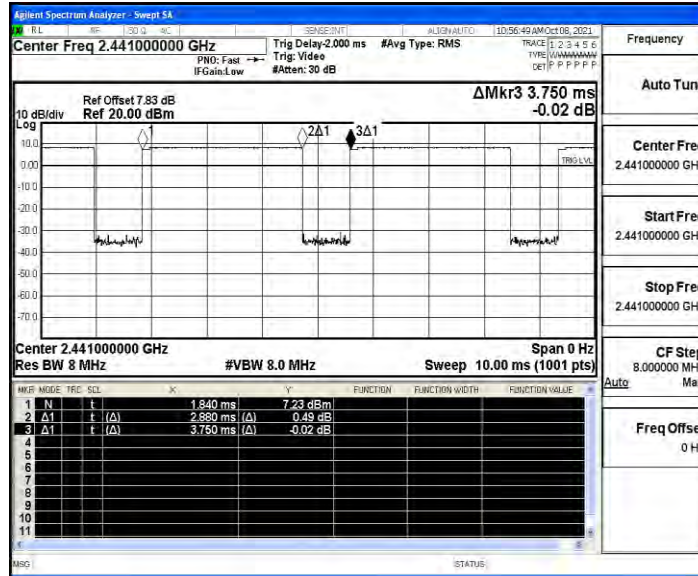 Agilent Spectrum Analyzer - Swept SA
RL RF 50 Ω AC SENSE:INT ALIGN AUTO 10:56:49 AM Oct 08, 2021
Center Freq 2.441000000 GHz
PNO: Fast
IFGain:Low
Trig Delay-2.000 ms
Trig: Video
#Atten: 30 dB
#Avg Type: RMS
TRACE 1 2 3 4 5 6
TYPE WWWWWW
DET P P P P P P
ΔMkr3 3.750 ms
-0.02 dB
Ref Offset 7.83 dB
10 dB/div Ref 20.00 dBm
Log
1 2Δ1 3Δ1
10.0
0.00
TRIG LVL
-10.0
-20.0
-30.0
-40.0
-50.0
-60.0
-70.0
Center 2.441000000 GHz Span 0 Hz
Res BW 8 MHz #VBW 8.0 MHz Sweep 10.00 ms (1001 pts)
MKR MODE TRC SCL X Y FUNCTION FUNCTION WIDTH FUNCTION VALUE
1 N t 1.840 ms 7.23 dBm
2 Δ1 t (Δ) 2.880 ms (Δ) 0.49 dB
3 Δ1 t (Δ) 3.750 ms (Δ) -0.02 dB
4
5
6
7
8
9
10
11
MSG STATUS
Frequency
Auto Tun
Center Fre
2.441000000 GH
Start Fre
2.441000000 GH
Stop Fre
2.441000000 GH
CF Step
8.000000 MH
Auto Ma
Freq Offse
0 H